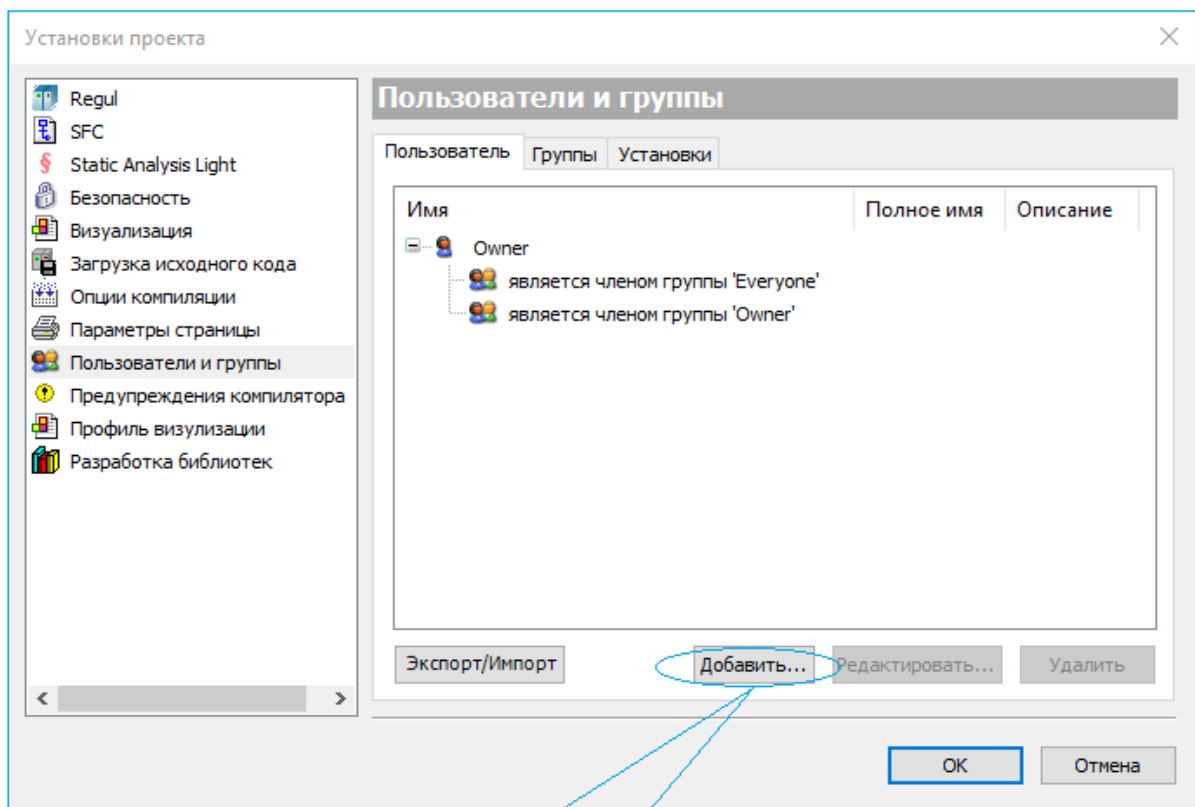 Установки проекта
Regul
SFC
Static Analysis Light
Безопасность
Визуализация
Загрузка исходного кода
Опции компиляции
Параметры страницы
Пользователи и группы
Предупреждения компилятора
Профиль визулизации
Разработка библиотек
Пользователи и группы
Пользователь Группы Установки
Имя Полное имя Описание
Owner
является членом группы 'Everyone'
является членом группы 'Owner'
Экспорт/Импорт Добавить... Редактировать... Удалить
OK Отмена